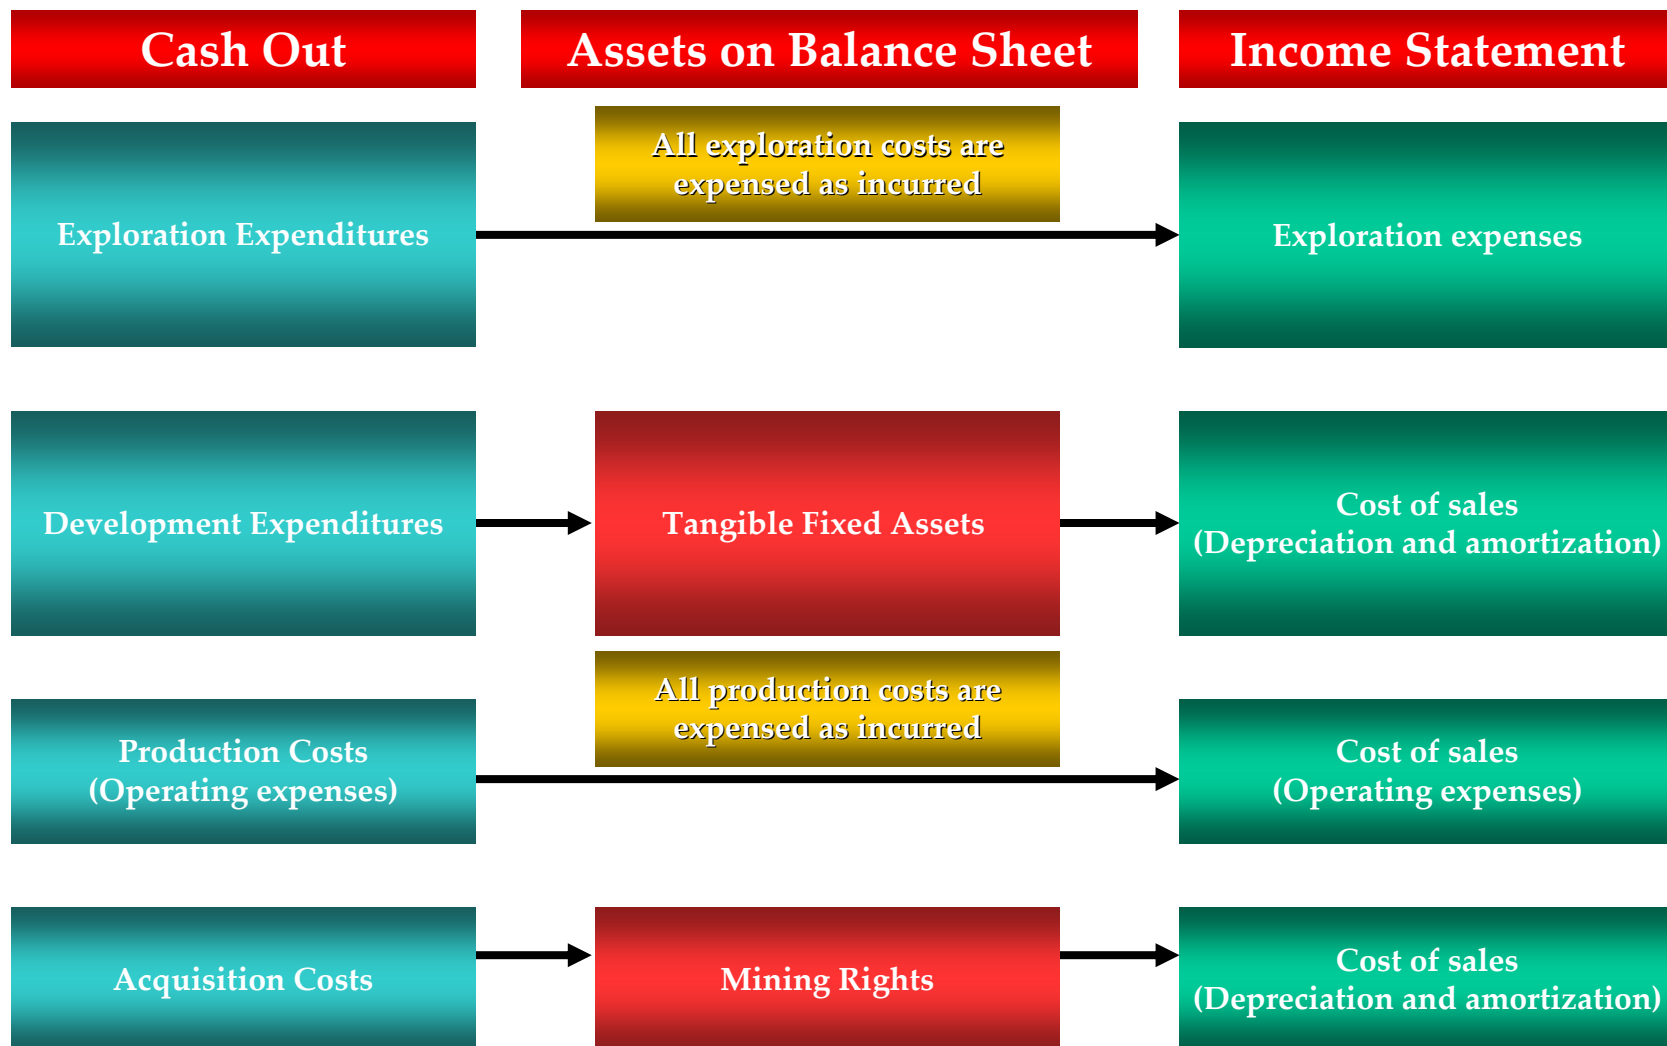 Cash Out
Assets on Balance Sheet
Income Statement
All exploration costs are
expensed as incurred
Exploration Expenditures
Exploration expenses
Development Expenditures
Tangible Fixed Assets
Cost of sales
(Depreciation and amortization)
All production costs are
expensed as incurred
Production Costs
(Operating expenses)
Cost of sales
(Operating expenses)
Acquisition Costs
Mining Rights
Cost of sales
(Depreciation and amortization)